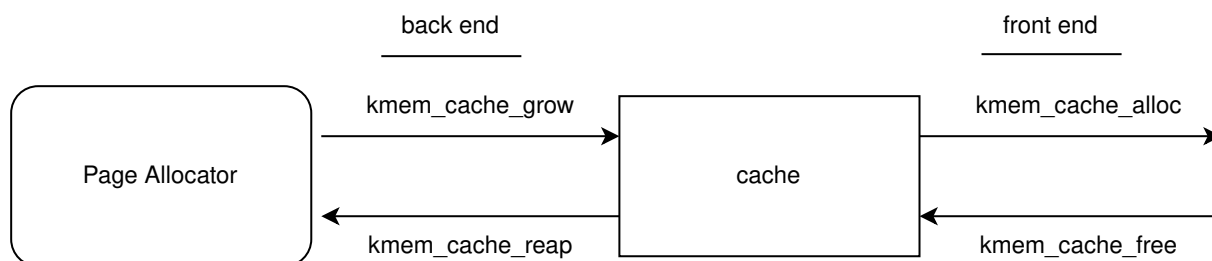 back end
front end
kmem_cache_grow
kmem_cache_alloc
Page Allocator
cache
kmem_cache_reap
kmem_cache_free